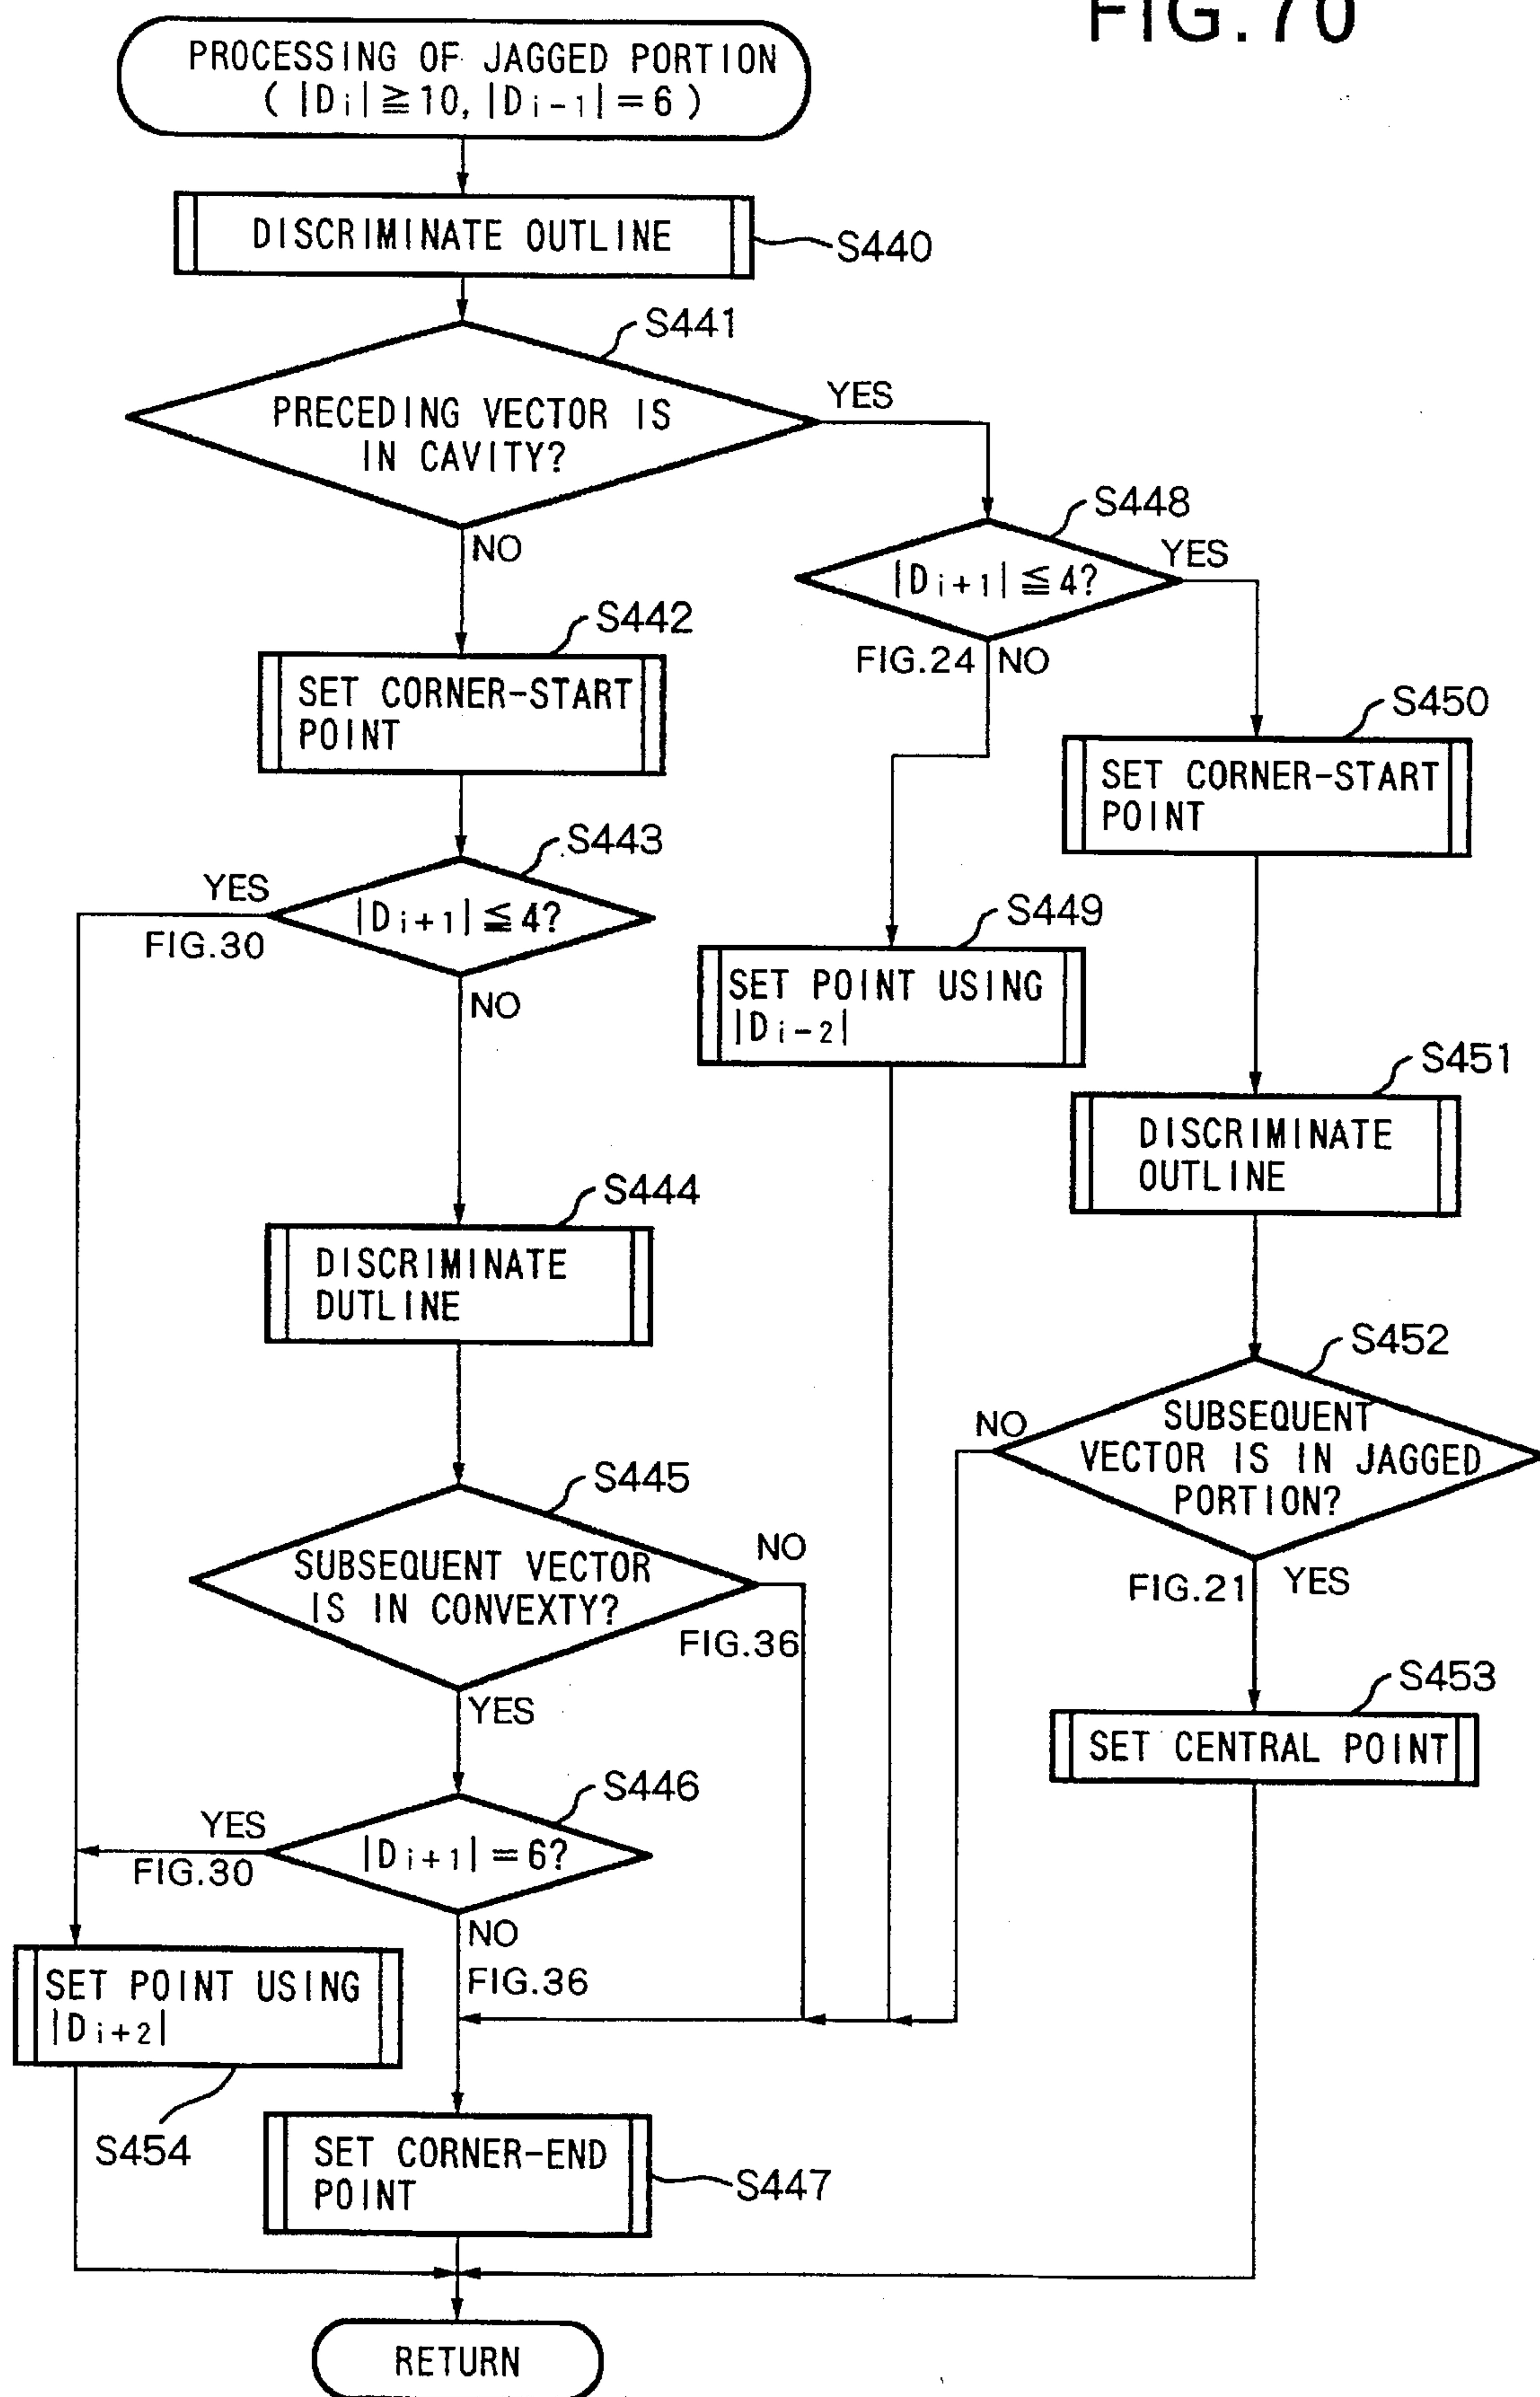 FIG.70
PROCESSING OF JAGGED PORTION
( |Di| ≧ 10, |Di-1| = 6 )
DISCRIMINATE OUTLINE
S440
S441
PRECEDING VECTOR IS
IN CAVITY?
YES
NO
S448
|Di+1| ≦ 4?
YES
FIG.24
NO
S442
SET CORNER-START
POINT
S450
SET CORNER-START
POINT
S443
YES
|Di+1| ≦ 4?
FIG.30
NO
S449
SET POINT USING
|Di-2|
S451
DISCRIMINATE
OUTLINE
S444
DISCRIMINATE
DUTLINE
S452
NO
SUBSEQUENT
VECTOR IS IN JAGGED
PORTION?
FIG.21
YES
S445
NO
SUBSEQUENT VECTOR
IS IN CONVEXTY?
FIG.36
YES
S453
SET CENTRAL POINT
S446
YES
|Di+1| = 6?
FIG.30
NO
FIG.36
SET POINT USING
|Di+2|
S454
SET CORNER-END
POINT
S447
RETURN